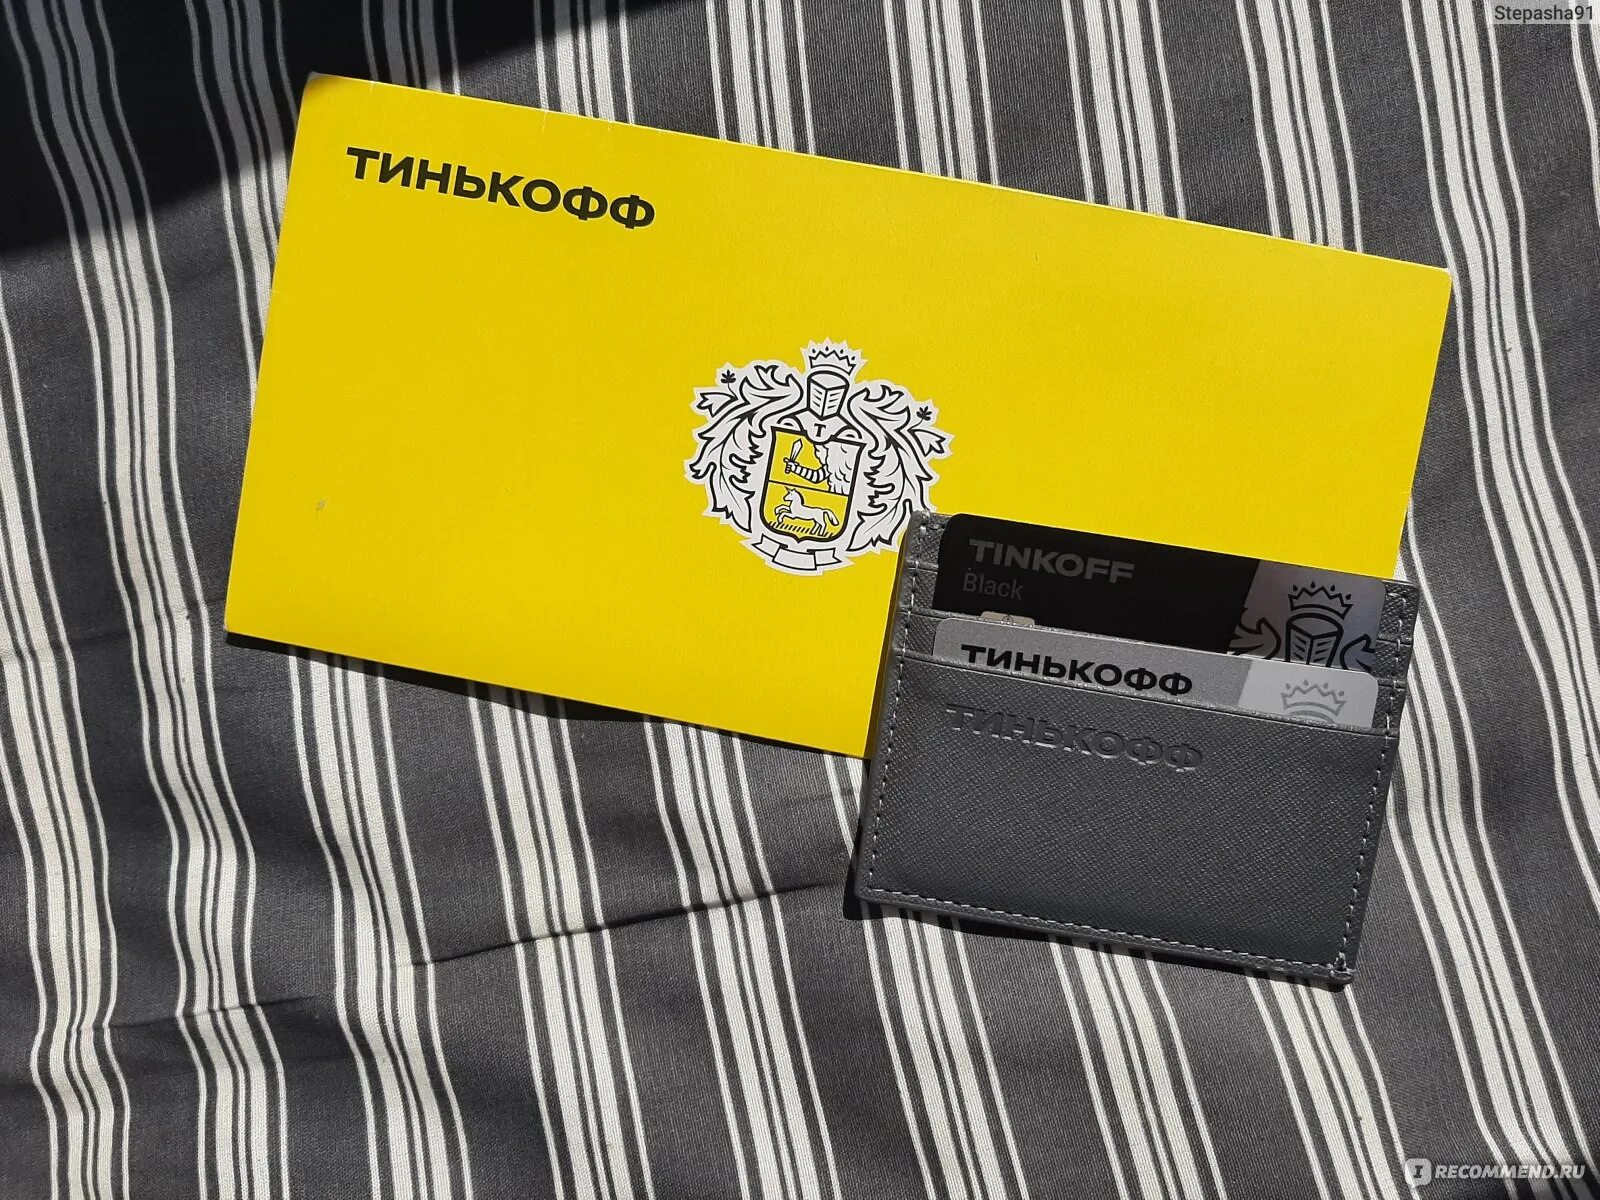 Stepasha91
ТИНЬКОФФ
Т
TINKOFF
Black
ТИНЬКОФФ
ТИНЬКОФФ
RECOMMEND.RU